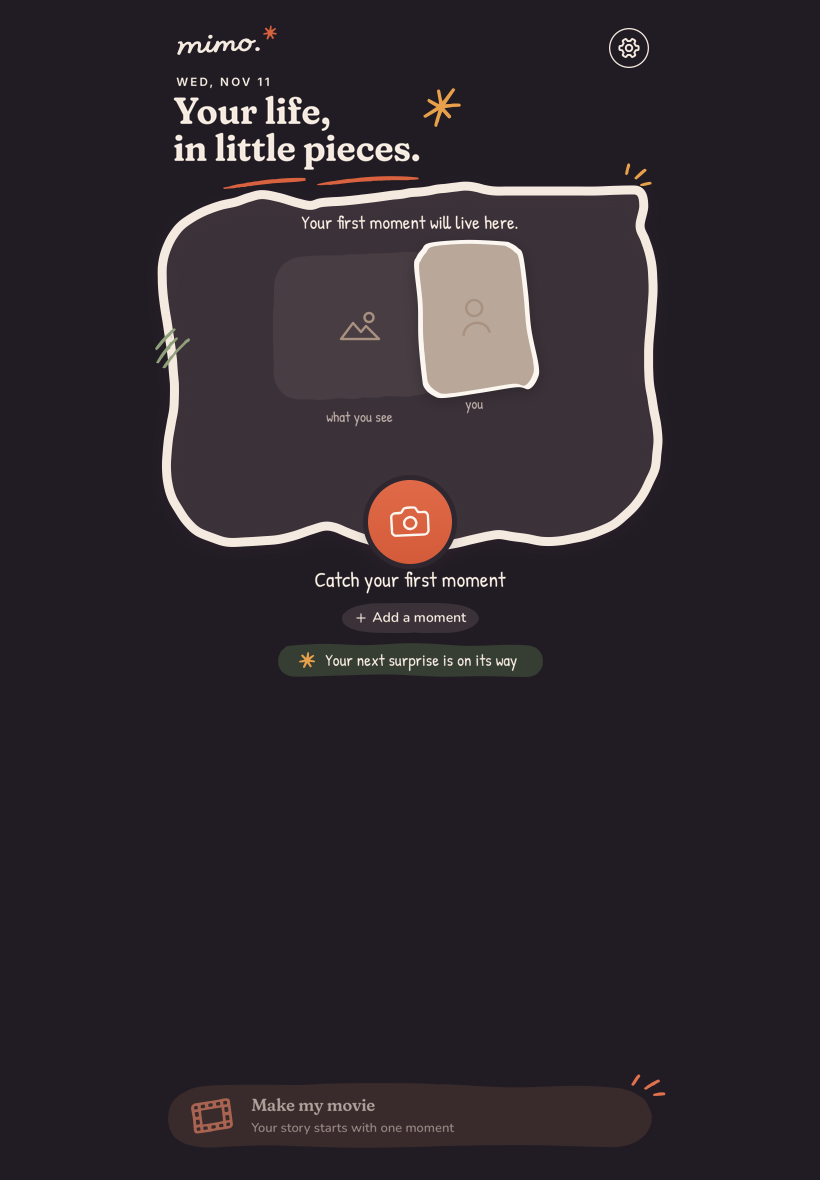 mimo.
WED, NOV 11
Your life,
in little pieces.
Your first moment will live here.
you
what you see
Catch your first moment
+ Add a moment
Your next surprise is on its way
Make my movie
Your story starts with one moment